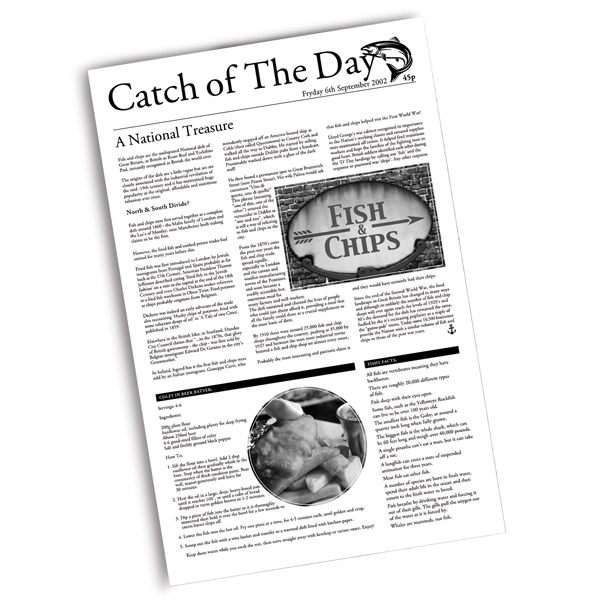 Catch of The Day
Fryday 6th September 2002
45p
A National Treasure
Fish and chips are the undisputed National dish of
Great Britain, as British as Roast Beef and Yorkshire
Pud, instantly recognised as British the world over.
The origins of the dish are a little vague but are
closely associated with the industrial revolution of
the mid 19th century and it has maintained huge
popularity as the original, affordable and nutritious
takeaway ever since.
North & South Divide?
Fish and chips were first served together as a complete
dish around 1860 - the Malin family of London and
the Lee's of Mossley, near Manchester both staking
claims to be the first.
However, the fried fish and cooked potato trades had
existed for many years before this.
Fried fish was first introduced to London by Jewish
immigrants from Portugal and Spain probably as far
back as the 17th Century. American President Thomas
Jefferson described eating "fried fish in the Jewish
fashion' on a visit to the capital at the end of the 18th
Century and even Charles Dickens makes reference
to a fried fish warehouse in Oliver Twist. Fried potatoes
or chips probably originates from Belgium.
Dickens was indeed an early advocate of the trade
also recounting 'Husky chips of potatoes, fried with
some reluctant drops of oil' in 'A Tale of two Cities',
published in 1859.
Elsewhere in the British Isles; in Scotland, Dundee
City Council claims that "...in the 1870s, that glory
of British gastronomy - the chip - was first sold by
Belgian immigrant Edward De Gernier in the city's
Greenmarket."
In Ireland, legend has it the first fish and chips were
sold by an Italian immigrant, Giuseppe Cervi, who
mistakenly stepped off an America-bound ship at
Cobh (then called Queenstown) in County Cork and
walked all the way to Dublin. He started by selling
fish and chips outside Dublin pubs from a handcart.
Presumably washed down with a glass of the dark
stuff!
He then found a permanent spot in Great Brunswick
Street (now Pearse Street). His wife Palma would ask
customers "Uno di
questa, uno di quella?"
This phrase (meaning
"one of this, one of the
other") entered the
vernacular in Dublin as
"one and one", which
is still a way of referring
to fish and chips in the
city.
From the 1870's onto
the post-war years the
fish and chip trade
spread rapidly,
especially in London
and the cotton and
woollen manufacturing
towns of the Pennines,
and soon became a
readily accessible hot,
nutritious meal for
many factory and mill workers.
The dish sustained and cheered the lives of people
who could just about afford it, providing a meal that
all the family could share as a crucial supplement to
the most basic of diets.
By 1910 there were around 25,000 fish and chip
shops throughout the country, peaking at 35,000 by
1927 and between the wars most industrial towns
boasted a fish and chip shop on almost every street.
Probably the most interesting and patriotic claim is
that fish and chips helped win the First World War!
Lloyd George's war cabinet recognised its importance
to the Nation's working classes and ensured supplies
were maintained off ration. It helped feed munitions
workers and kept the families of the fighting men in
good heart. British soldiers identified each other during
the 'D' Day landings by calling out 'fish' and the
response or password was 'chips'. Any other response
FISH
&
CHIPS
and they would have certainly had their chips.
Since the end of the Second World War, the food
landscape in Great Britain has changed in many ways
and although its unlikely the number of fish and chip
shops will ever again reach the levels of the 1920's and
30's the demand for the dish has remained the same
fuelled by the it's increasing popularity as a staple of
the "gastro-pub" menu. Today some 10,500 businesses
provide the Nation with a similar volume of fish and
chips to those of the post war years.
COLEY IN BEER BATTER.
Servings: 4-6
Ingredients:
200g plain flour
Sunflower oil, including plenty for deep frying
About 250ml beer
4-6 good-sized fillets of coley
Salt and freshly ground black pepper
How To:
1. Sift the flour into a bowl. Add 2 tbsp
sunflower oil then gradually whisk in the
beer. Stop when the batter is the
consistency of thick emulsion paint. Beat
well, season generously and leave for
30 minutes.
2. Heat the oil in a large, deep, heavy-based pan
until it reaches 160°, or until a cube of bread
dropped in turns golden brown in 1-2 minutes.
3. Dip a piece of fish into the batter so it is thoroughly
immersed then hold it over the bowl for a few seconds so
excess batter drips off.
4. Lower the fish into the hot oil. Fry one piece at a time, for 4-5 minutes each, until golden and crisp.
5. Scoop out the fish with a wire basket and transfer to a warmed dish lined with kitchen paper.
Keep them warm while you cook the rest, then serve straight away with ketchup or tartare sauce. Enjoy!
FISHY FACTS.
All fish are vertebrates meaning they have
backbones.
There are roughly 20,000 different types
of fish.
Fish sleep with their eyes open.
Some fish, such as the Yelloweye Rockfish
can live to be over 100 years old.
The smallest fish is the Goby, at around a
quarter inch long when fully grown.
The biggest fish is the whale shark, which can
be 60 feet long and weigh over 40,000 pounds.
A single piranha can't eat a man, but it can take
off a toe.
A lungfish can enter a state of suspended
animation for three years.
Most fish eat other fish.
A number of species are born in fresh water,
spend their adult life in the ocean and then
return to the fresh water to breed.
Fish breathe by drinking water and forcing it
out of their gills. The gills pull the oxygen out
of the water as it is forced by.
Whales are mammals, not fish.